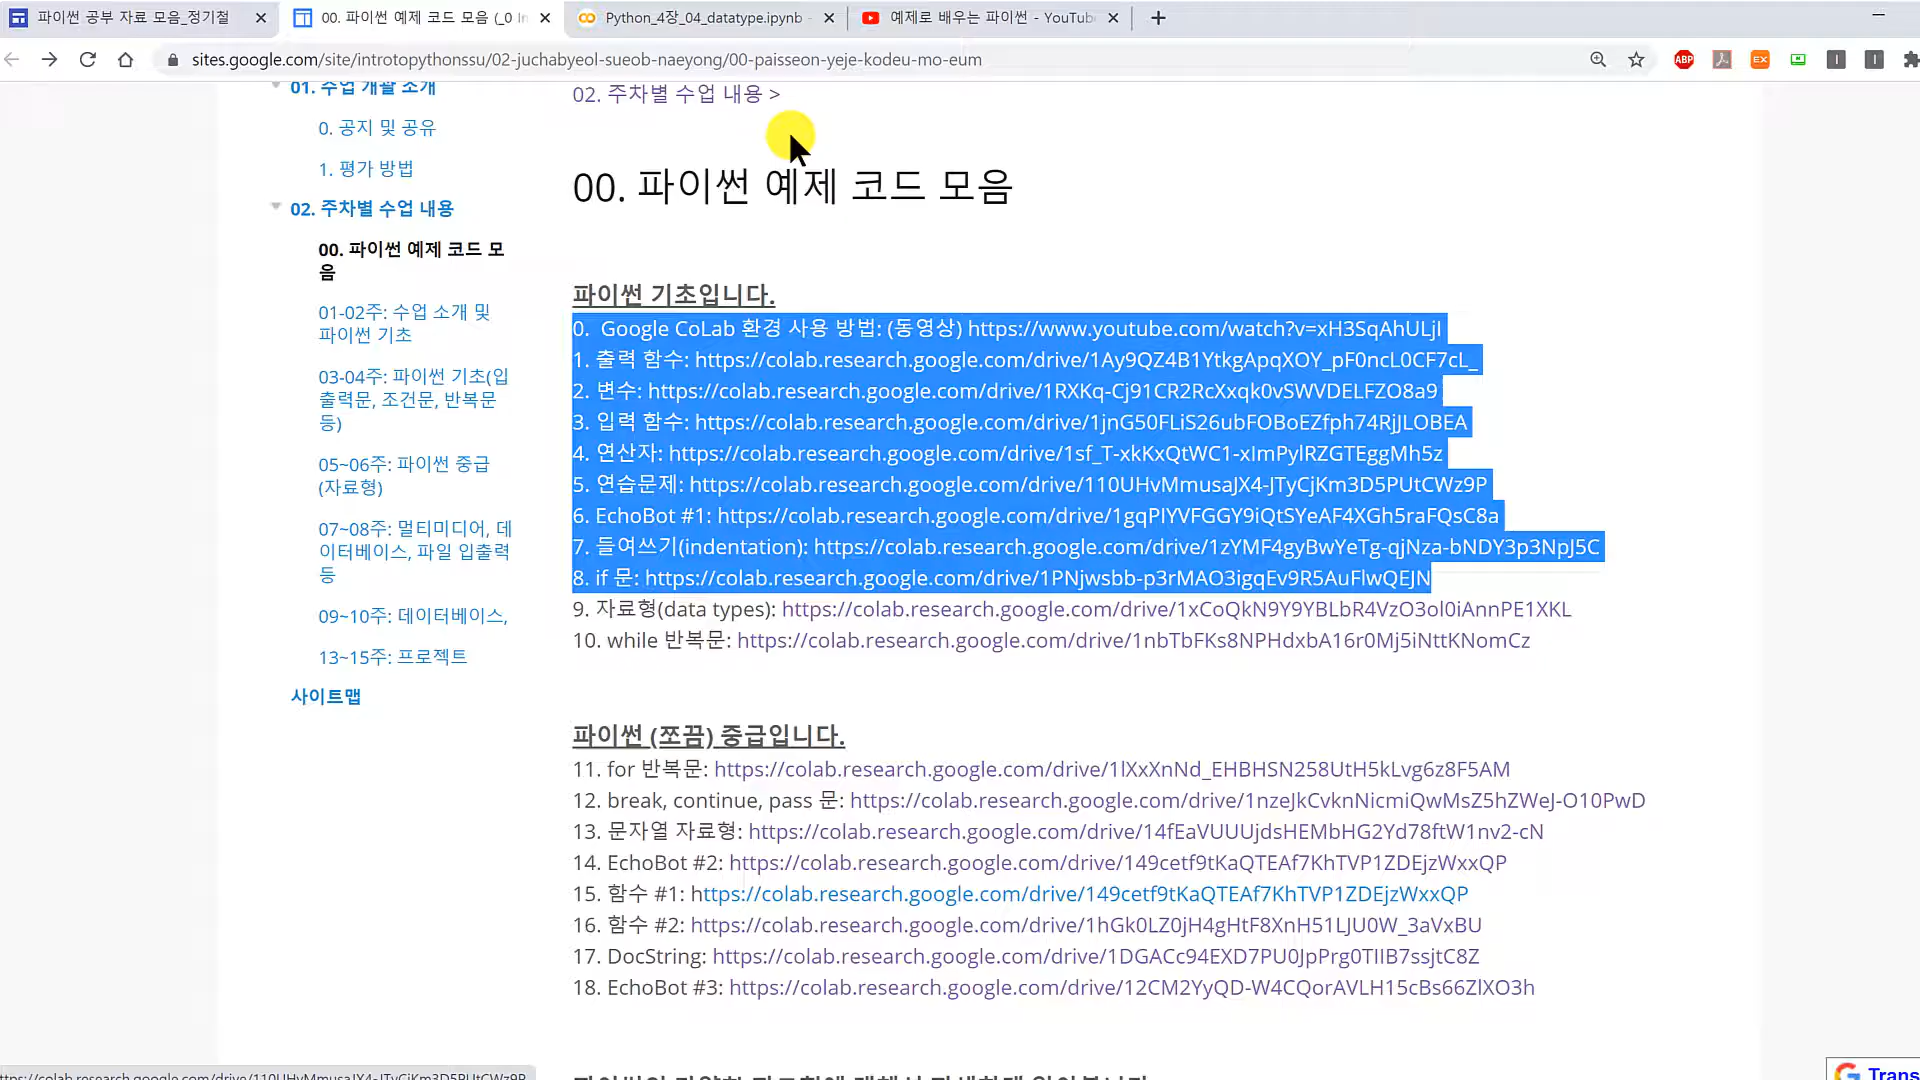 파이썬 공부 자료 모음_정기철
00. 파이썬 예제 코드 모음 (_0 In
Python_4장_04_datatype.ipynb -
예제로 배우는 파이썬 - YouTub
sites.google.com/site/introtopythonssu/02-juchabyeol-sueob-naeyong/00-paisseon-yeje-kodeu-mo-eum
ABP
EX
01. 수업 개괄 소개
0. 공지 및 공유
1. 평가 방법
02. 주차별 수업 내용
00. 파이썬 예제 코드 모
음
01-02주: 수업 소개 및
파이썬 기초
03-04주: 파이썬 기초(입
출력문, 조건문, 반복문
등)
05~06주: 파이썬 중급
(자료형)
07~08주: 멀티미디어, 데
이터베이스, 파일 입출력
등
09~10주: 데이터베이스,
13~15주: 프로젝트
사이트맵
02. 주차별 수업 내용 >
00. 파이썬 예제 코드 모음
파이썬 기초입니다.
0. Google CoLab 환경 사용 방법: (동영상) https://www.youtube.com/watch?v=xH3SqAhULjI
1. 출력 함수: https://colab.research.google.com/drive/1Ay9QZ4B1YtkgApqXOY_pF0ncL0CF7cL_
2. 변수: https://colab.research.google.com/drive/1RXKq-Cj91CR2RcXxqk0vSWVDELFZO8a9
3. 입력 함수: https://colab.research.google.com/drive/1jnG50FLiS26ubFOBoEZfph74RjJLOBEA
4. 연산자: https://colab.research.google.com/drive/1sf_T-xkKxQtWC1-xImPylRZGTEggMh5z
5. 연습문제: https://colab.research.google.com/drive/110UHvMmusaJX4-JTyCjKm3D5PUtCWz9P
6. EchoBot #1: https://colab.research.google.com/drive/1gqPlYVFGGY9iQtSYeAF4XGh5raFQsC8a
7. 들여쓰기(indentation): https://colab.research.google.com/drive/1zYMF4gyBwYeTg-qjNza-bNDY3p3NpJ5C
8. if 문: https://colab.research.google.com/drive/1PNjwsbb-p3rMAO3igqEv9R5AuFlwQEJN
9. 자료형(data types): https://colab.research.google.com/drive/1xCoQkN9Y9YBLbR4VzO3ol0iAnnPE1XKL
10. while 반복문: https://colab.research.google.com/drive/1nbTbFKs8NPHdxbA16r0Mj5iNttKNomCz
파이썬 (쪼끔) 중급입니다.
11. for 반복문: https://colab.research.google.com/drive/1lXxXnNd_EHBHSN258UtH5kLvg6z8F5AM
12. break, continue, pass 문: https://colab.research.google.com/drive/1nzeJkCvknNicmiQwMsZ5hZWeJ-O10PwD
13. 문자열 자료형: https://colab.research.google.com/drive/14fEaVUUUjdsHEMbHG2Yd78ftW1nv2-cN
14. EchoBot #2: https://colab.research.google.com/drive/149cetf9tKaQTEAf7KhTVP1ZDEjzWxxQP
15. 함수 #1: https://colab.research.google.com/drive/149cetf9tKaQTEAf7KhTVP1ZDEjzWxxQP
16. 함수 #2: https://colab.research.google.com/drive/1hGk0LZ0jH4gHtF8XnH51LJU0W_3aVxBU
17. DocString: https://colab.research.google.com/drive/1DGACc94EXD7PU0JpPrg0TIIB7ssjtC8Z
18. EchoBot #3: https://colab.research.google.com/drive/12CM2YyQD-W4CQorAVLH15cBs66ZlXO3h
Trans